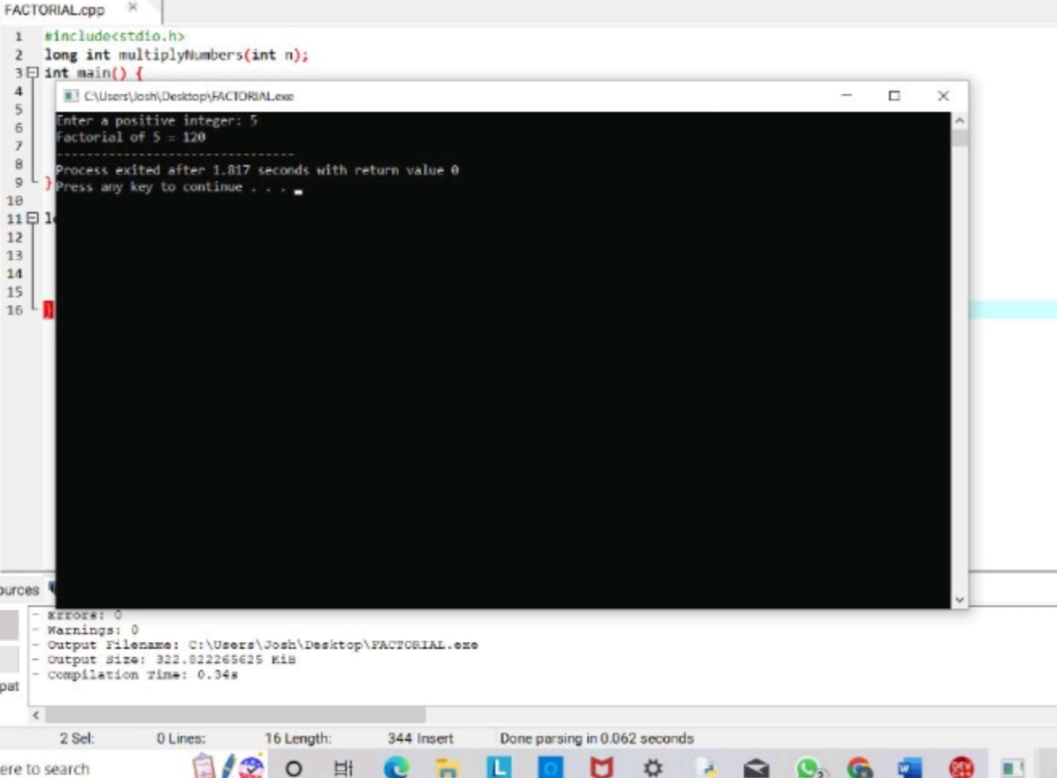 FACTORIAL.cpp
1 #include<stdio.h>
2 long int multiplyNumbers(int n);
3 int main() {
4
5
6
7
8
9 }
10
11 l
12
13
14
15
16 }
C:\Users\Josh\Desktop\FACTORIAL.exe
Enter a positive integer: 5
Factorial of 5 = 120
--------------------------------
Process exited after 1.817 seconds with return value 0
Press any key to continue . . .
ources
- Errors: 0
- Warnings: 0
- Output Filename: C:\Users\Josh\Desktop\FACTORIAL.exe
- Output Size: 322.822265625 KiB
- Compilation Time: 0.34s
pat
2 Sel: 0 Lines: 16 Length: 344 Insert Done parsing in 0.062 seconds
ere to search